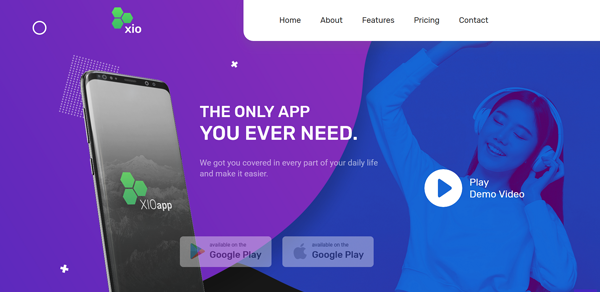 xio
Home
About
Features
Pricing
Contact
THE ONLY APP
YOU EVER NEED.
We got you covered in every part of your daily life
and make it easier.
XIOapp
Play
Demo Video
available on the
Google Play
available on the
Google Play